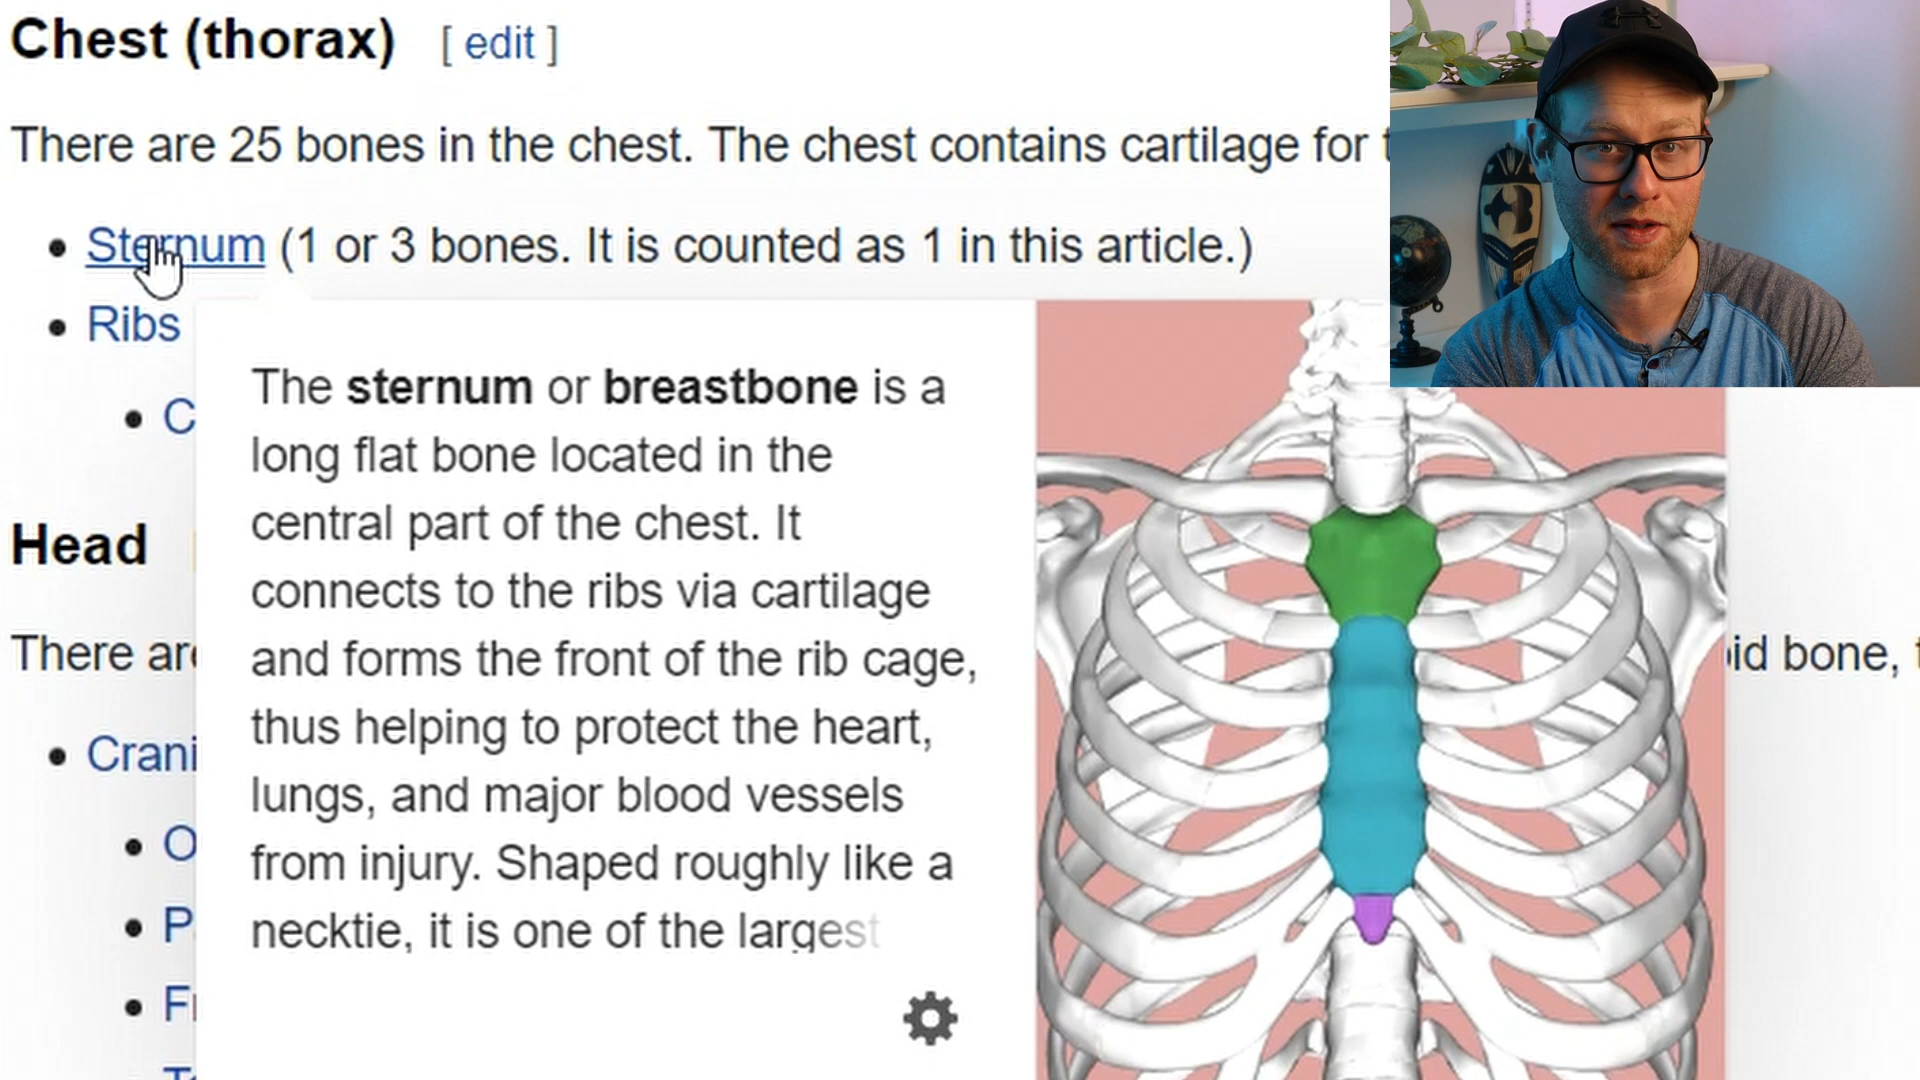 Chest (thorax) [ edit ]
There are 25 bones in the chest. The chest contains cartilage for
Sternum (1 or 3 bones. It is counted as 1 in this article.)
Ribs
The sternum or breastbone is a
long flat bone located in the
central part of the chest. It
connects to the ribs via cartilage
and forms the front of the rib cage,
thus helping to protect the heart,
lungs, and major blood vessels
from injury. Shaped roughly like a
necktie, it is one of the largest
C
Head
There are
bone,
Crani
O
P